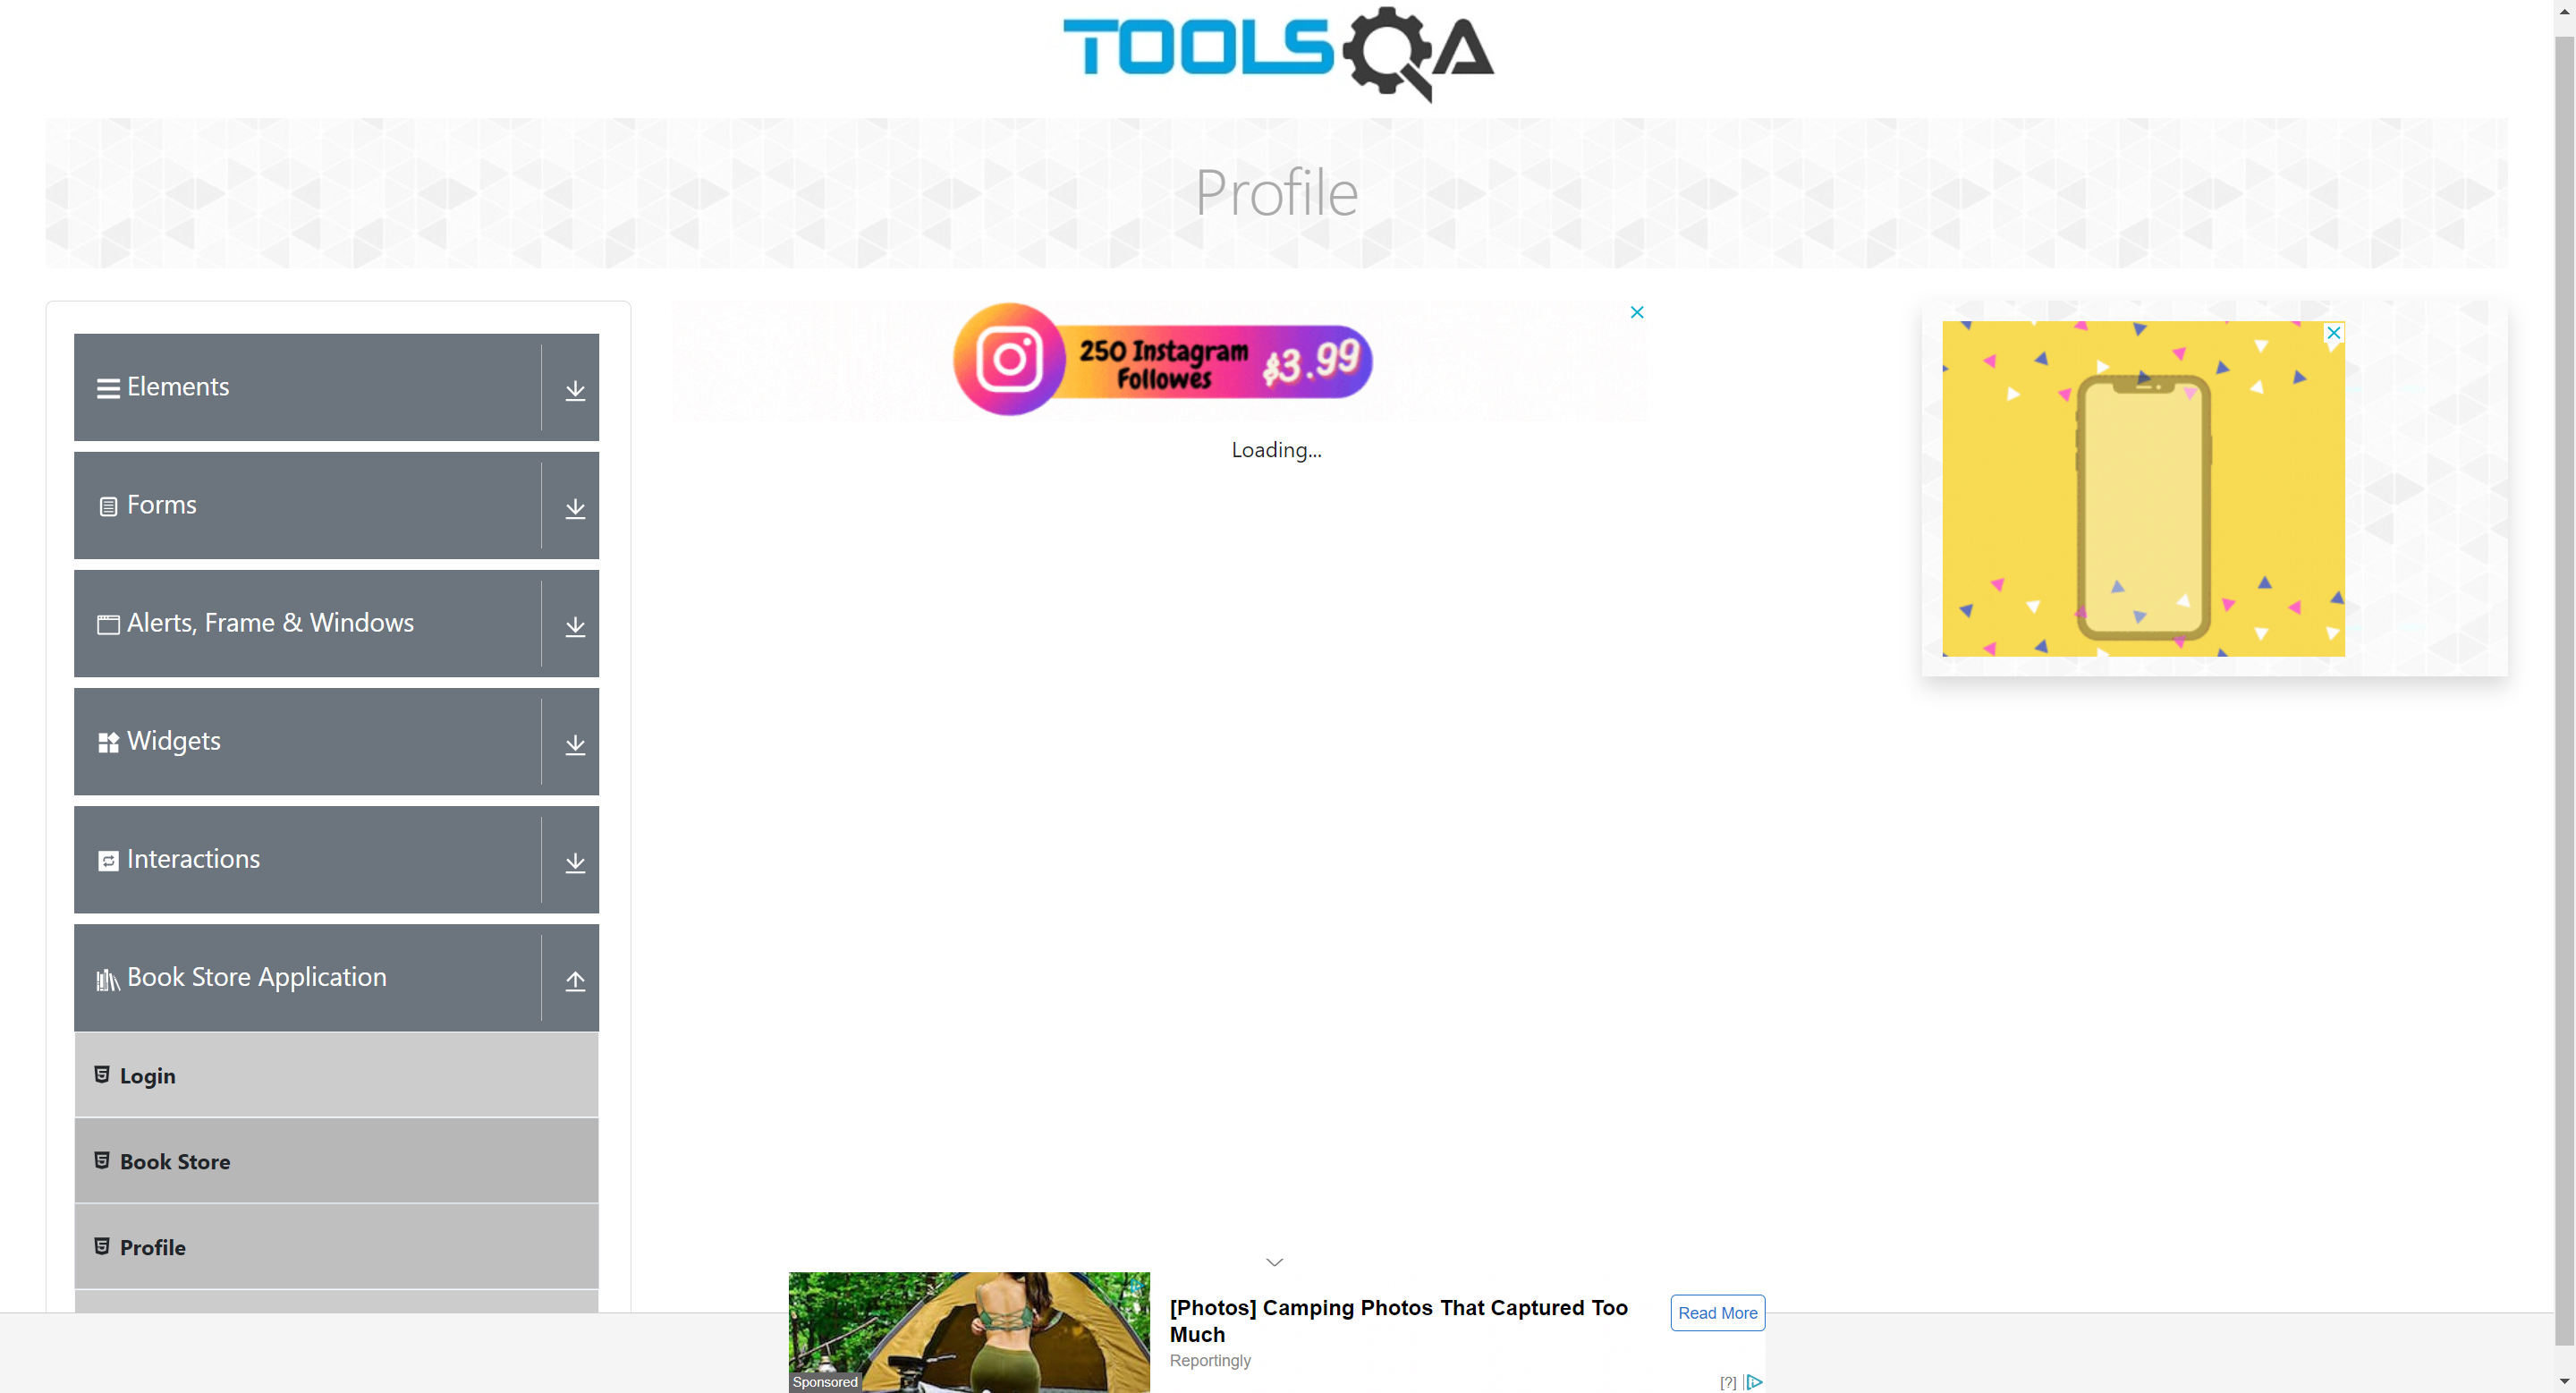 TOOLSQA
Profile
Elements
Forms
Alerts, Frame & Windows
Widgets
Interactions
Book Store Application
Login
Book Store
Profile
250 Instagram
Followes
$3.99
Loading...
[Photos] Camping Photos That Captured Too
Much
Reportingly
Read More
Sponsored
[?]